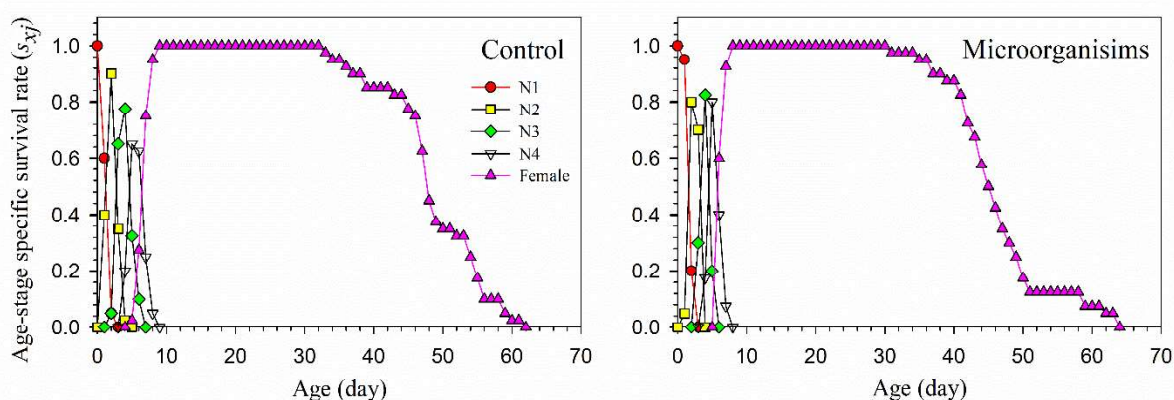 Age-stage specific survival rate (sxj)
1.0
0.8
0.6
0.4
0.2
0.0
Control
N1
N2
N3
N4
Female
0 10 20 30 40 50 60 70
Age (day)
1.0
0.8
0.6
0.4
0.2
0.0
Microorganisims
0 10 20 30 40 50 60 70
Age (day)